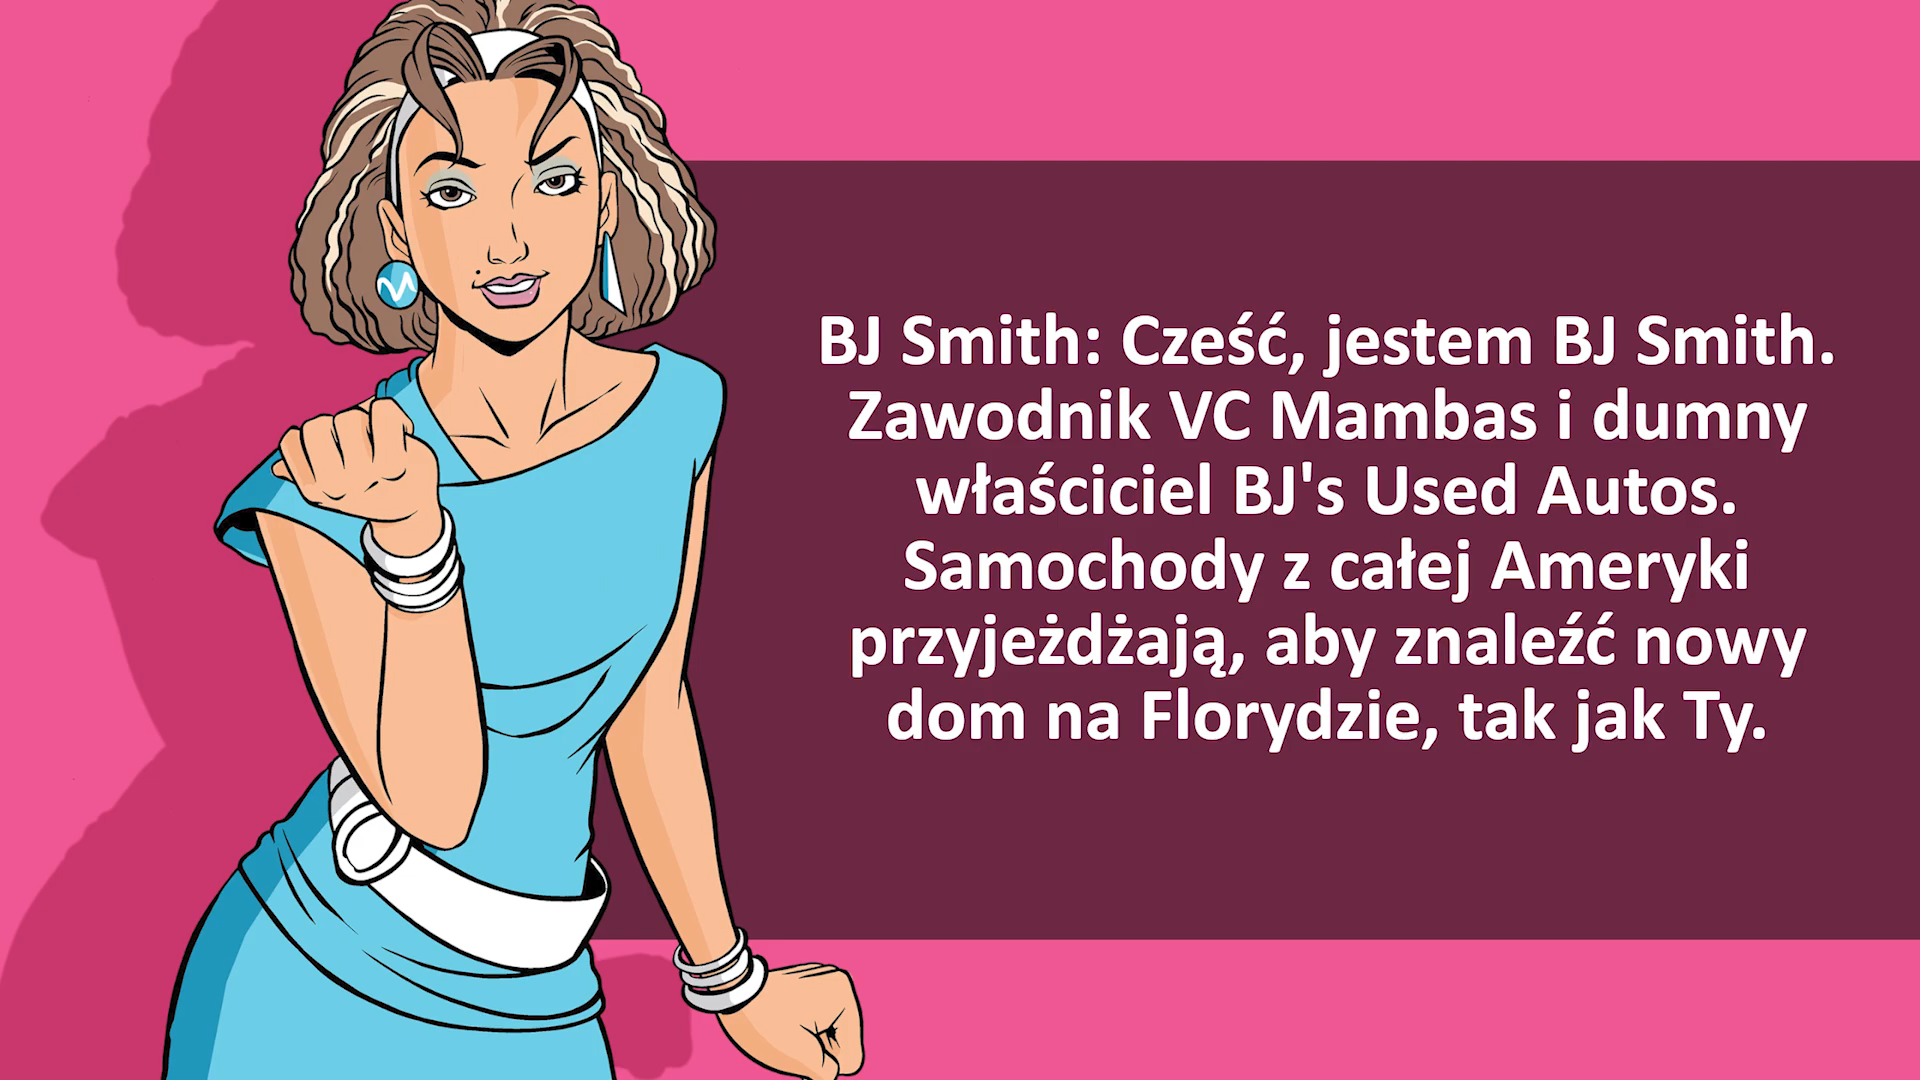 BJ Smith: Cześć, jestem BJ Smith.
Zawodnik VC Mambas i dumny
właściciel BJ's Used Autos.
Samochody z całej Ameryki
przyjeżdżają, aby znaleźć nowy
dom na Florydzie, tak jak Ty.